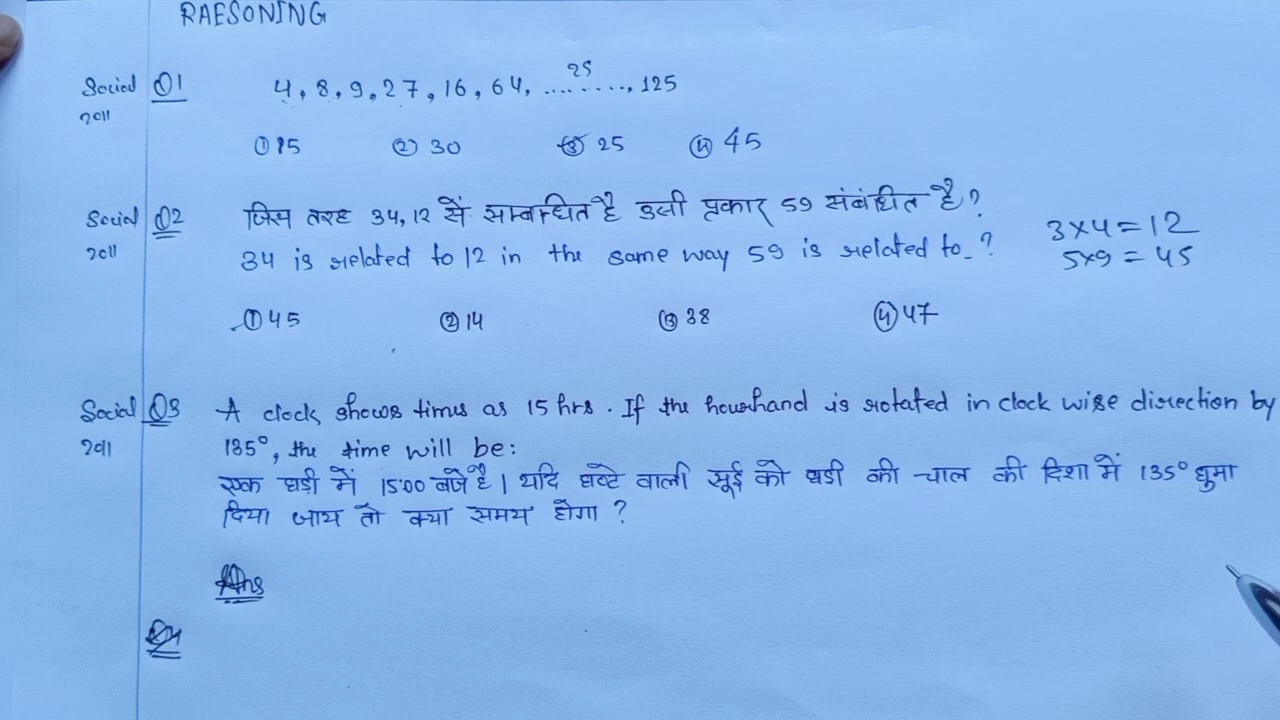 RAESONING
Social 2011 Q1 4, 8, 9, 27, 16, 64, ........., 125
25
① 15 ② 30 ③ 25 ④ 45
Social 2011 Q2 जिस तरह 34, 12 सें सम्बन्धित है उसी प्रकार 59 संबंधित है ?
34 is related to 12 in the same way 59 is related to_ ?
3×4=12
5×9=45
① 45 ② 14 ③ 38 ④ 47
Social 2011 Q3 A clock shows times as 15 hrs. If the hourhand is rotated in clock wise direction by
135°, the time will be:
एक घड़ी में 15:00 बजे है। यदि घण्टे वाली सूई को घडी की चाल की दिशा में 135° घुमा
दिया जाय तो क्या समय होगा ?
Ans
Q4